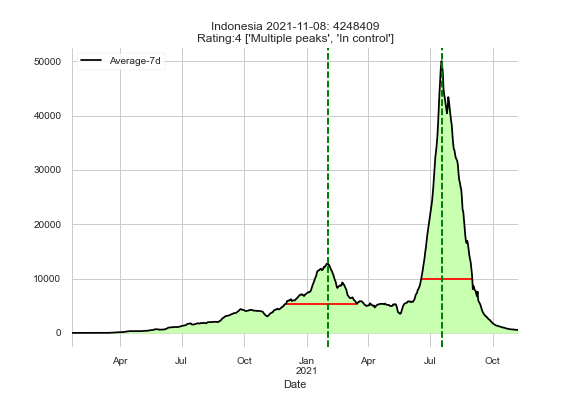 Indonesia 2021-11-08: 4248409
Rating:4 ['Multiple peaks', 'In control']
Average-7d
50000
40000
30000
20000
10000
0
Apr
Jul
Oct
Jan
2021
Apr
Jul
Oct
Date